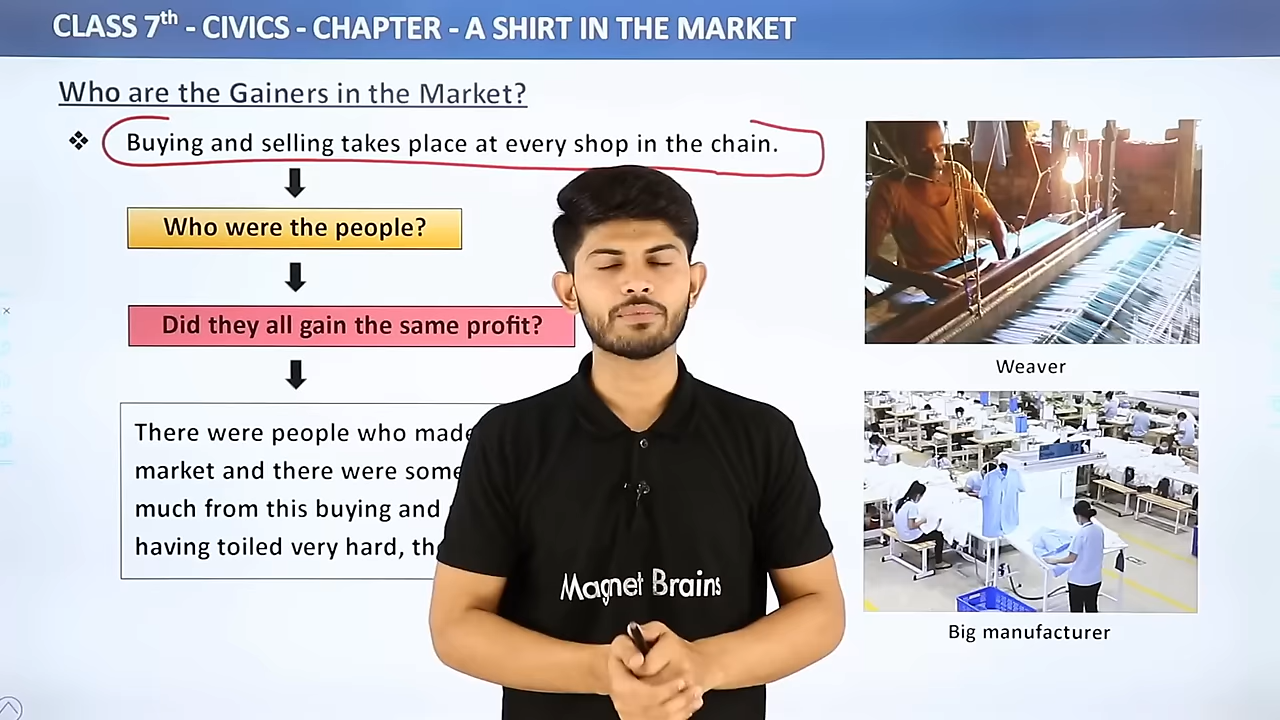 CLASS 7th - CIVICS - CHAPTER - A SHIRT IN THE MARKET
Who are the Gainers in the Market?
Buying and selling takes place at every shop in the chain.
Who were the people?
Did they all gain the same profit?
There were people who made
market and there were some
much from this buying and
having toiled very hard,
Weaver
Big manufacturer
Magnet Brains